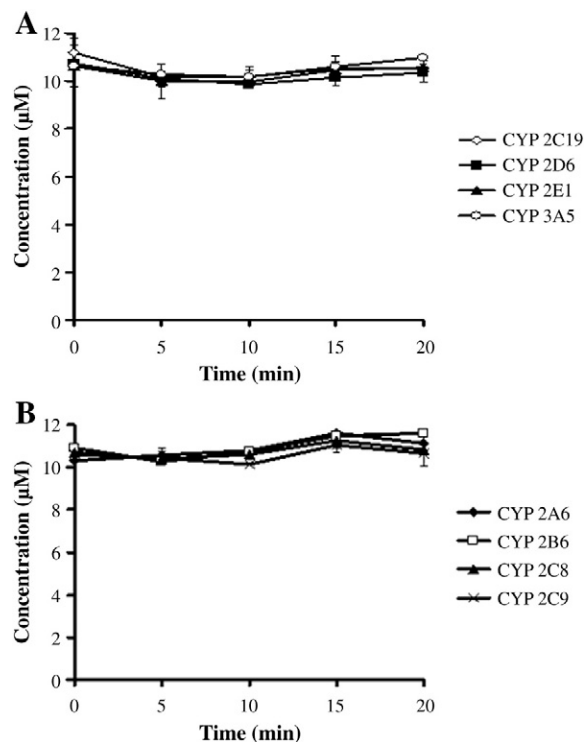 A
Concentration (µM)
12
10
8
6
4
2
0
0 5 10 15 20
Time (min)
CYP 2C19
CYP 2D6
CYP 2E1
CYP 3A5
B
Concentration (µM)
12
10
8
6
4
2
0
0 5 10 15 20
Time (min)
CYP 2A6
CYP 2B6
CYP 2C8
CYP 2C9